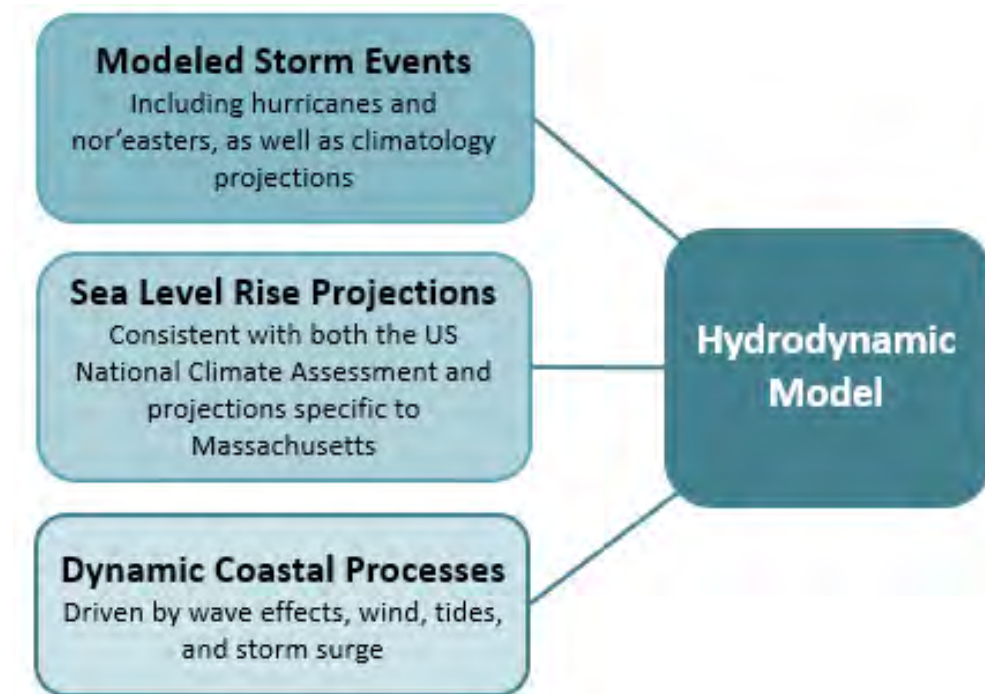 Modeled Storm Events
Including hurricanes and
nor’easters, as well as climatology
projections
Sea Level Rise Projections
Consistent with both the US
National Climate Assessment and
projections specific to
Massachusetts
Dynamic Coastal Processes
Driven by wave effects, wind, tides,
and storm surge
Hydrodynamic
Model